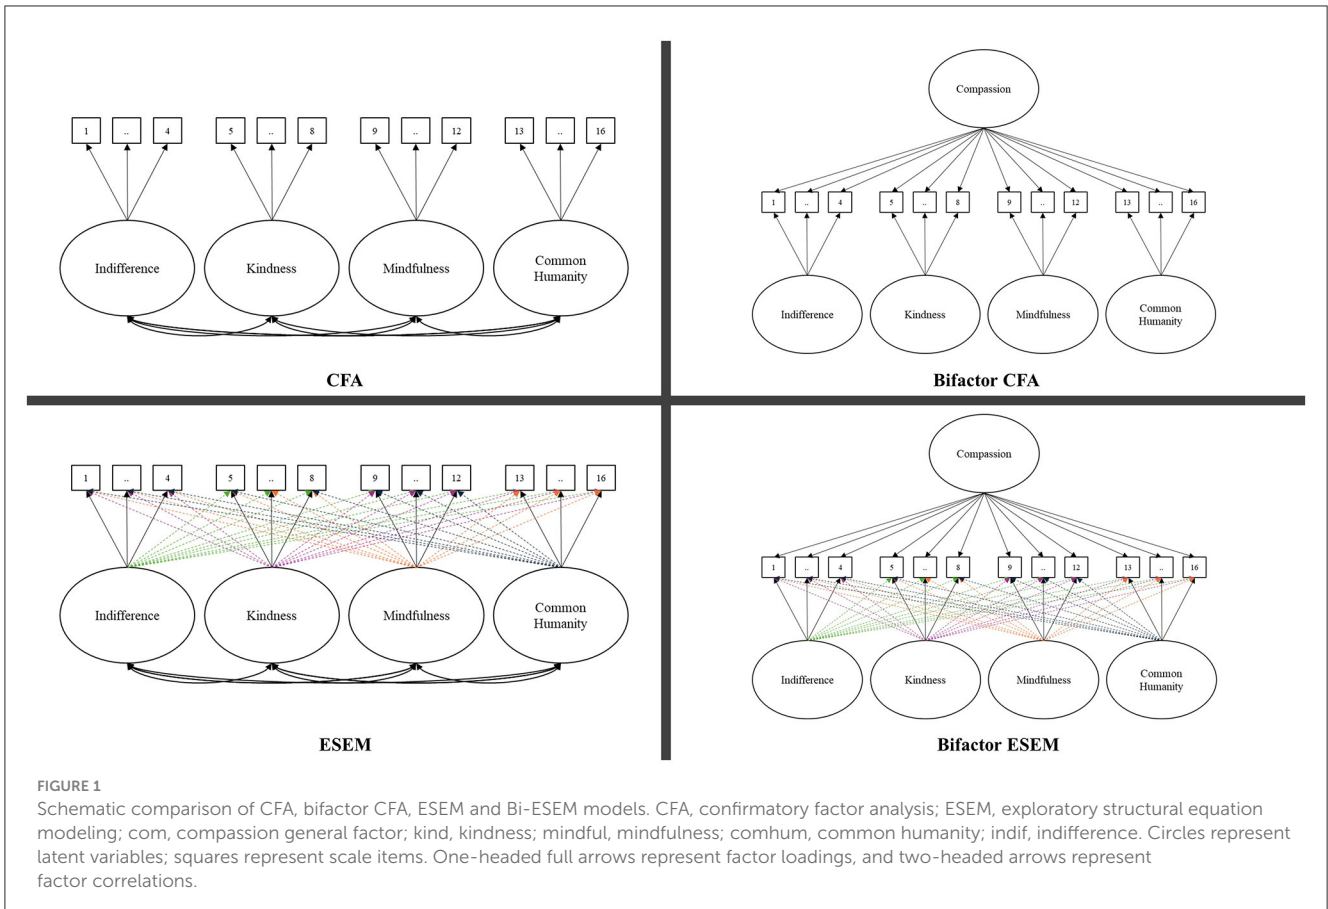 1 .. 4 5 .. 8 9 .. 12 13 .. 16
Indifference Kindness Mindfulness Common
Humanity
CFA
Compassion
1 .. 4 5 .. 8 9 .. 12 13 .. 16
Indifference Kindness Mindfulness Common
Humanity
Bifactor CFA
1 .. 4 5 .. 8 9 .. 12 13 .. 16
Indifference Kindness Mindfulness Common
Humanity
ESEM
Compassion
1 .. 4 5 .. 8 9 .. 12 13 .. 16
Indifference Kindness Mindfulness Common
Humanity
Bifactor ESEM
FIGURE 1
Schematic comparison of CFA, bifactor CFA, ESEM and Bi-ESEM models. CFA, confirmatory factor analysis; ESEM, exploratory structural equation
modeling; com, compassion general factor; kind, kindness; mindful, mindfulness; comhum, common humanity; indif, indifference. Circles represent
latent variables; squares represent scale items. One-headed full arrows represent factor loadings, and two-headed arrows represent
factor correlations.